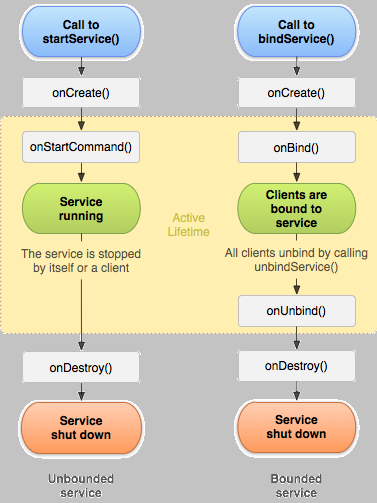 Call to
startService()
onCreate()
onStartCommand()
Service
running
The service is stopped
by itself or a client
onDestroy()
Service
shut down
Unbounded
service
Active
Lifetime
Call to
bindService()
onCreate()
onBind()
Clients are
bound to
service
All clients unbind by calling
unbindService()
onUnbind()
onDestroy()
Service
shut down
Bounded
service